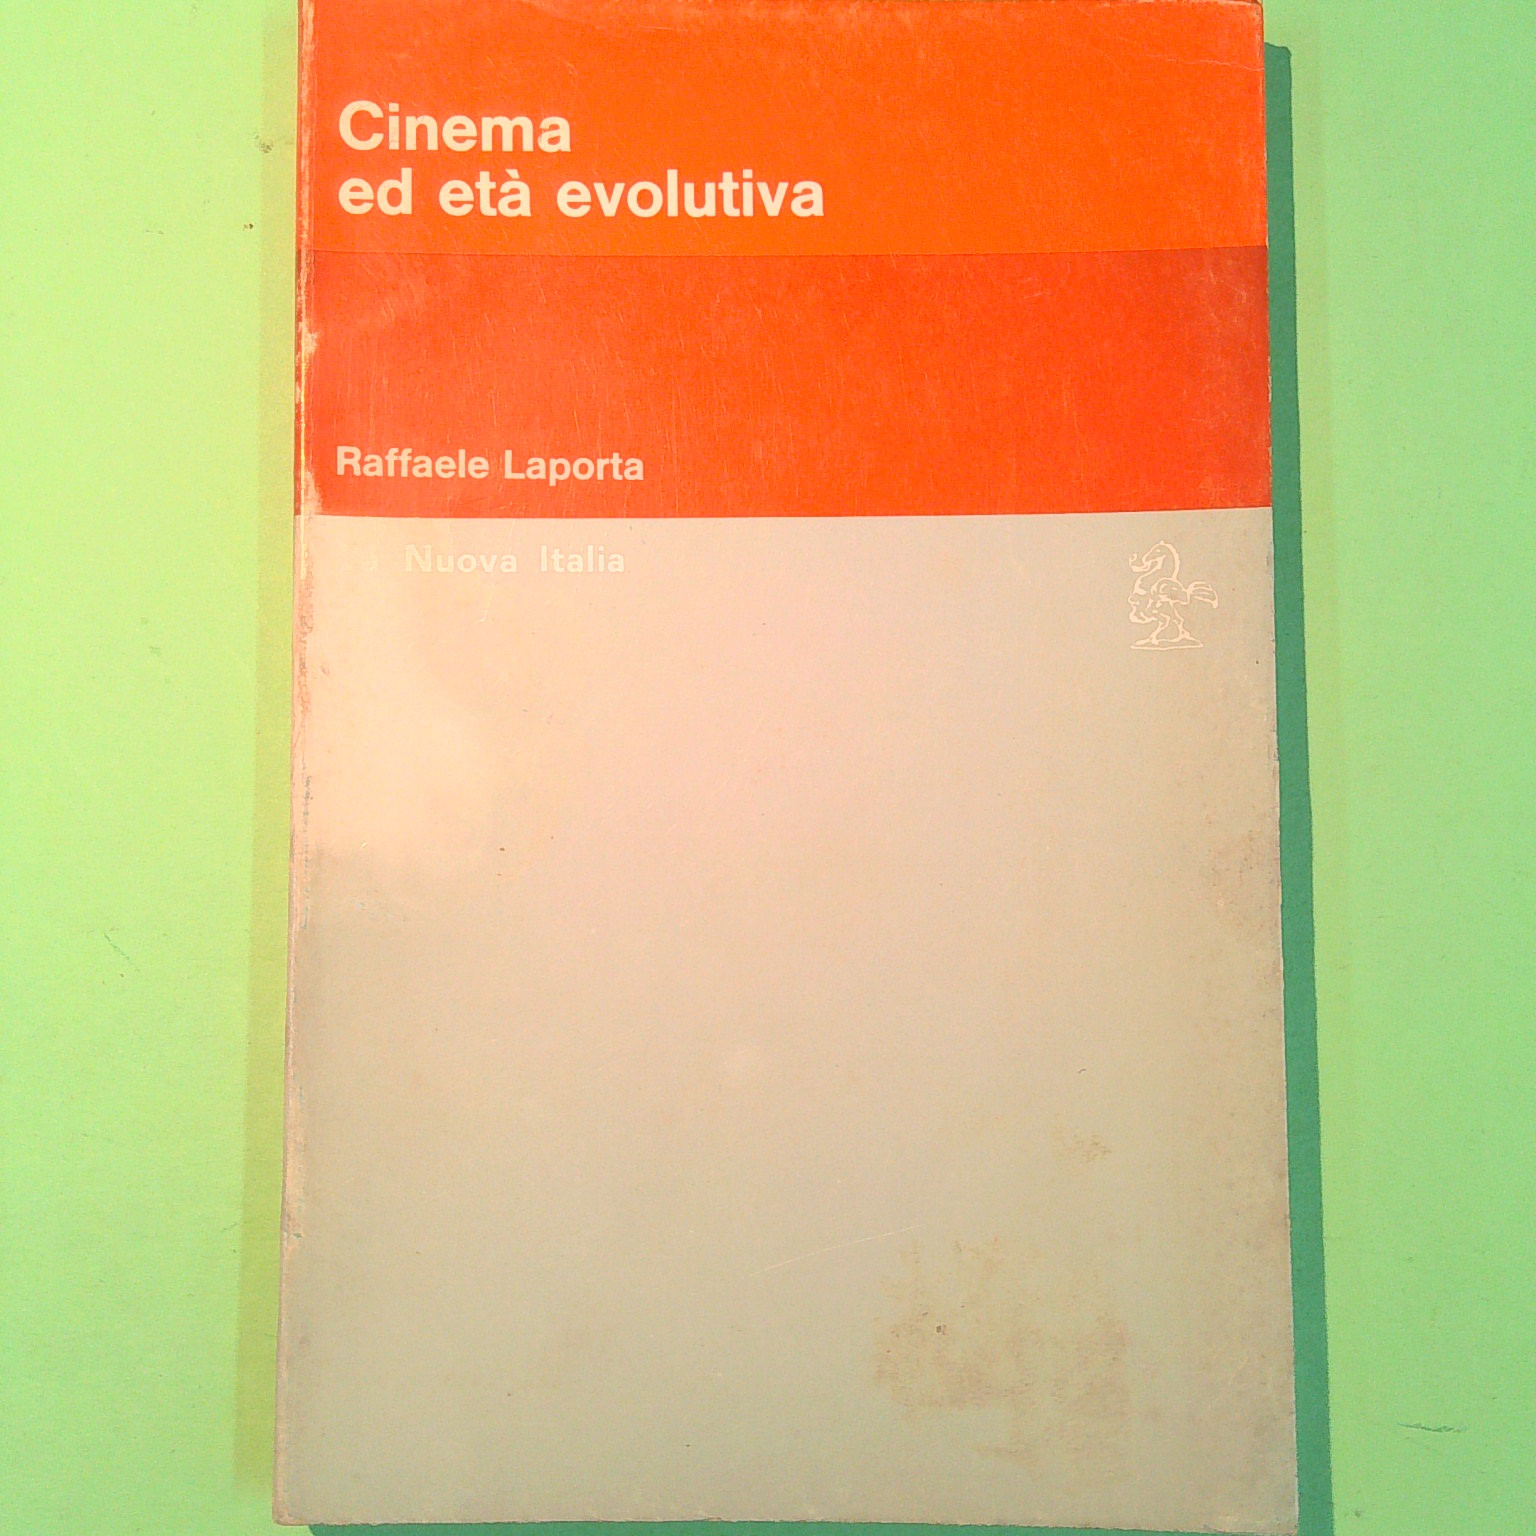 Cinema
ed età evolutiva
Raffaele Laporta
Nuova Italia